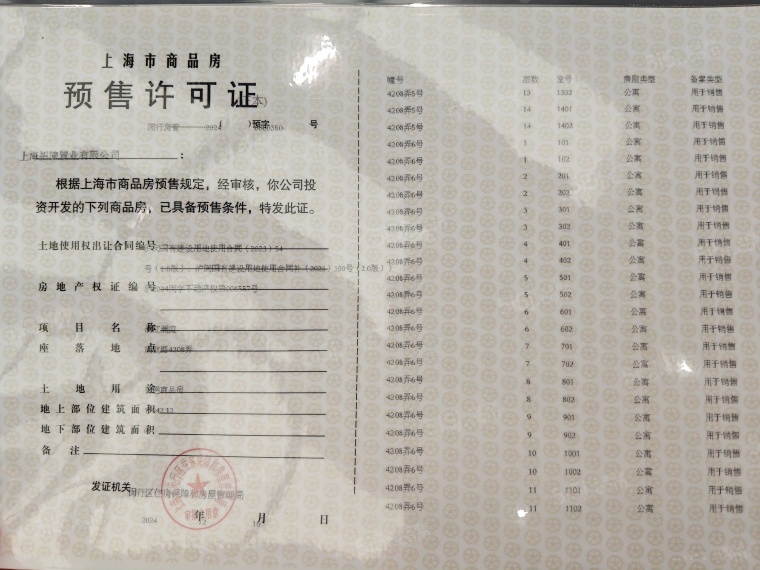 上海市商品房
预售许可证
闵行房管 2024 ( )预字 0000380 号
有限公司 :
根据上海市商品房预售规定，经审核，你公司投
资开发的下列商品房，已具备预售条件，特发此证。
土地使用权出让合同编号
房地产权证编号
项目名称
座落地点 4208弄
土地用途 商品房
地上部位建筑面积
地下部位建筑面积
备注
发证机关 闵行区住房保障和房屋管理局
2024 年 12 月 日
幢号 层数 室号 房屋类型 备案类型
4208弄5号 13 1302 公寓 用于销售
4208弄5号 14 1401 公寓 用于销售
4208弄5号 14 1402 公寓 用于销售
4208弄6号 1 101 公寓 用于销售
4208弄6号 1 102 公寓 用于销售
4208弄6号 2 201 公寓 用于销售
4208弄6号 2 202 公寓 用于销售
4208弄6号 3 301 公寓 用于销售
4208弄6号 3 302 公寓 用于销售
4208弄6号 4 401 公寓 用于销售
4208弄6号 4 402 公寓 用于销售
4208弄6号 5 501 公寓 用于销售
4208弄6号 5 502 公寓 用于销售
4208弄6号 6 601 公寓 用于销售
4208弄6号 6 602 公寓 用于销售
4208弄6号 7 701 公寓 用于销售
4208弄6号 7 702 公寓 用于销售
4208弄6号 8 801 公寓 用于销售
4208弄6号 8 802 公寓 用于销售
4208弄6号 9 901 公寓 用于销售
4208弄6号 9 902 公寓 用于销售
4208弄6号 10 1001 公寓 用于销售
4208弄6号 10 1002 公寓 用于销售
4208弄6号 11 1101 公寓 用于销售
4208弄6号 11 1102 公寓 用于销售